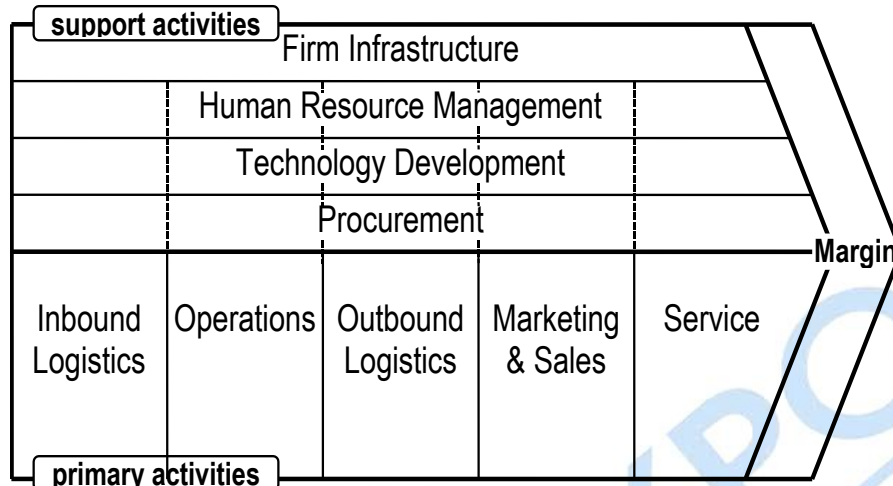 support activities
Firm Infrastructure
Human Resource Management
Technology Development
Procurement
Margin
Inbound
Logistics
Operations
Outbound
Logistics
Marketing
& Sales
Service
primary activities